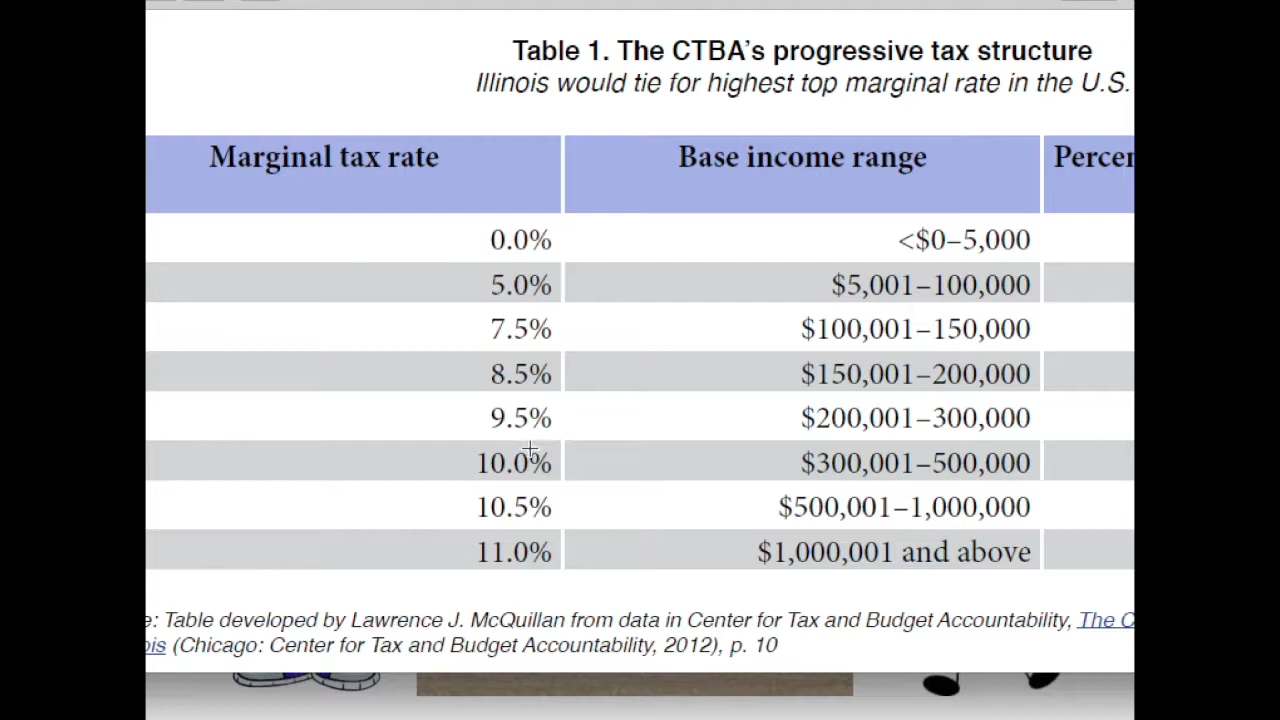 Table 1. The CTBA’s progressive tax structure
Illinois would tie for highest top marginal rate in the U.S.
Marginal tax rate Base income range
0.0% <$0–5,000
5.0% $5,001–100,000
7.5% $100,001–150,000
8.5% $150,001–200,000
9.5% $200,001–300,000
10.0% $300,001–500,000
10.5% $500,001–1,000,000
11.0% $1,000,001 and above
Table developed by Lawrence J. McQuillan from data in Center for Tax and Budget Accountability, The
(Chicago: Center for Tax and Budget Accountability, 2012), p. 10